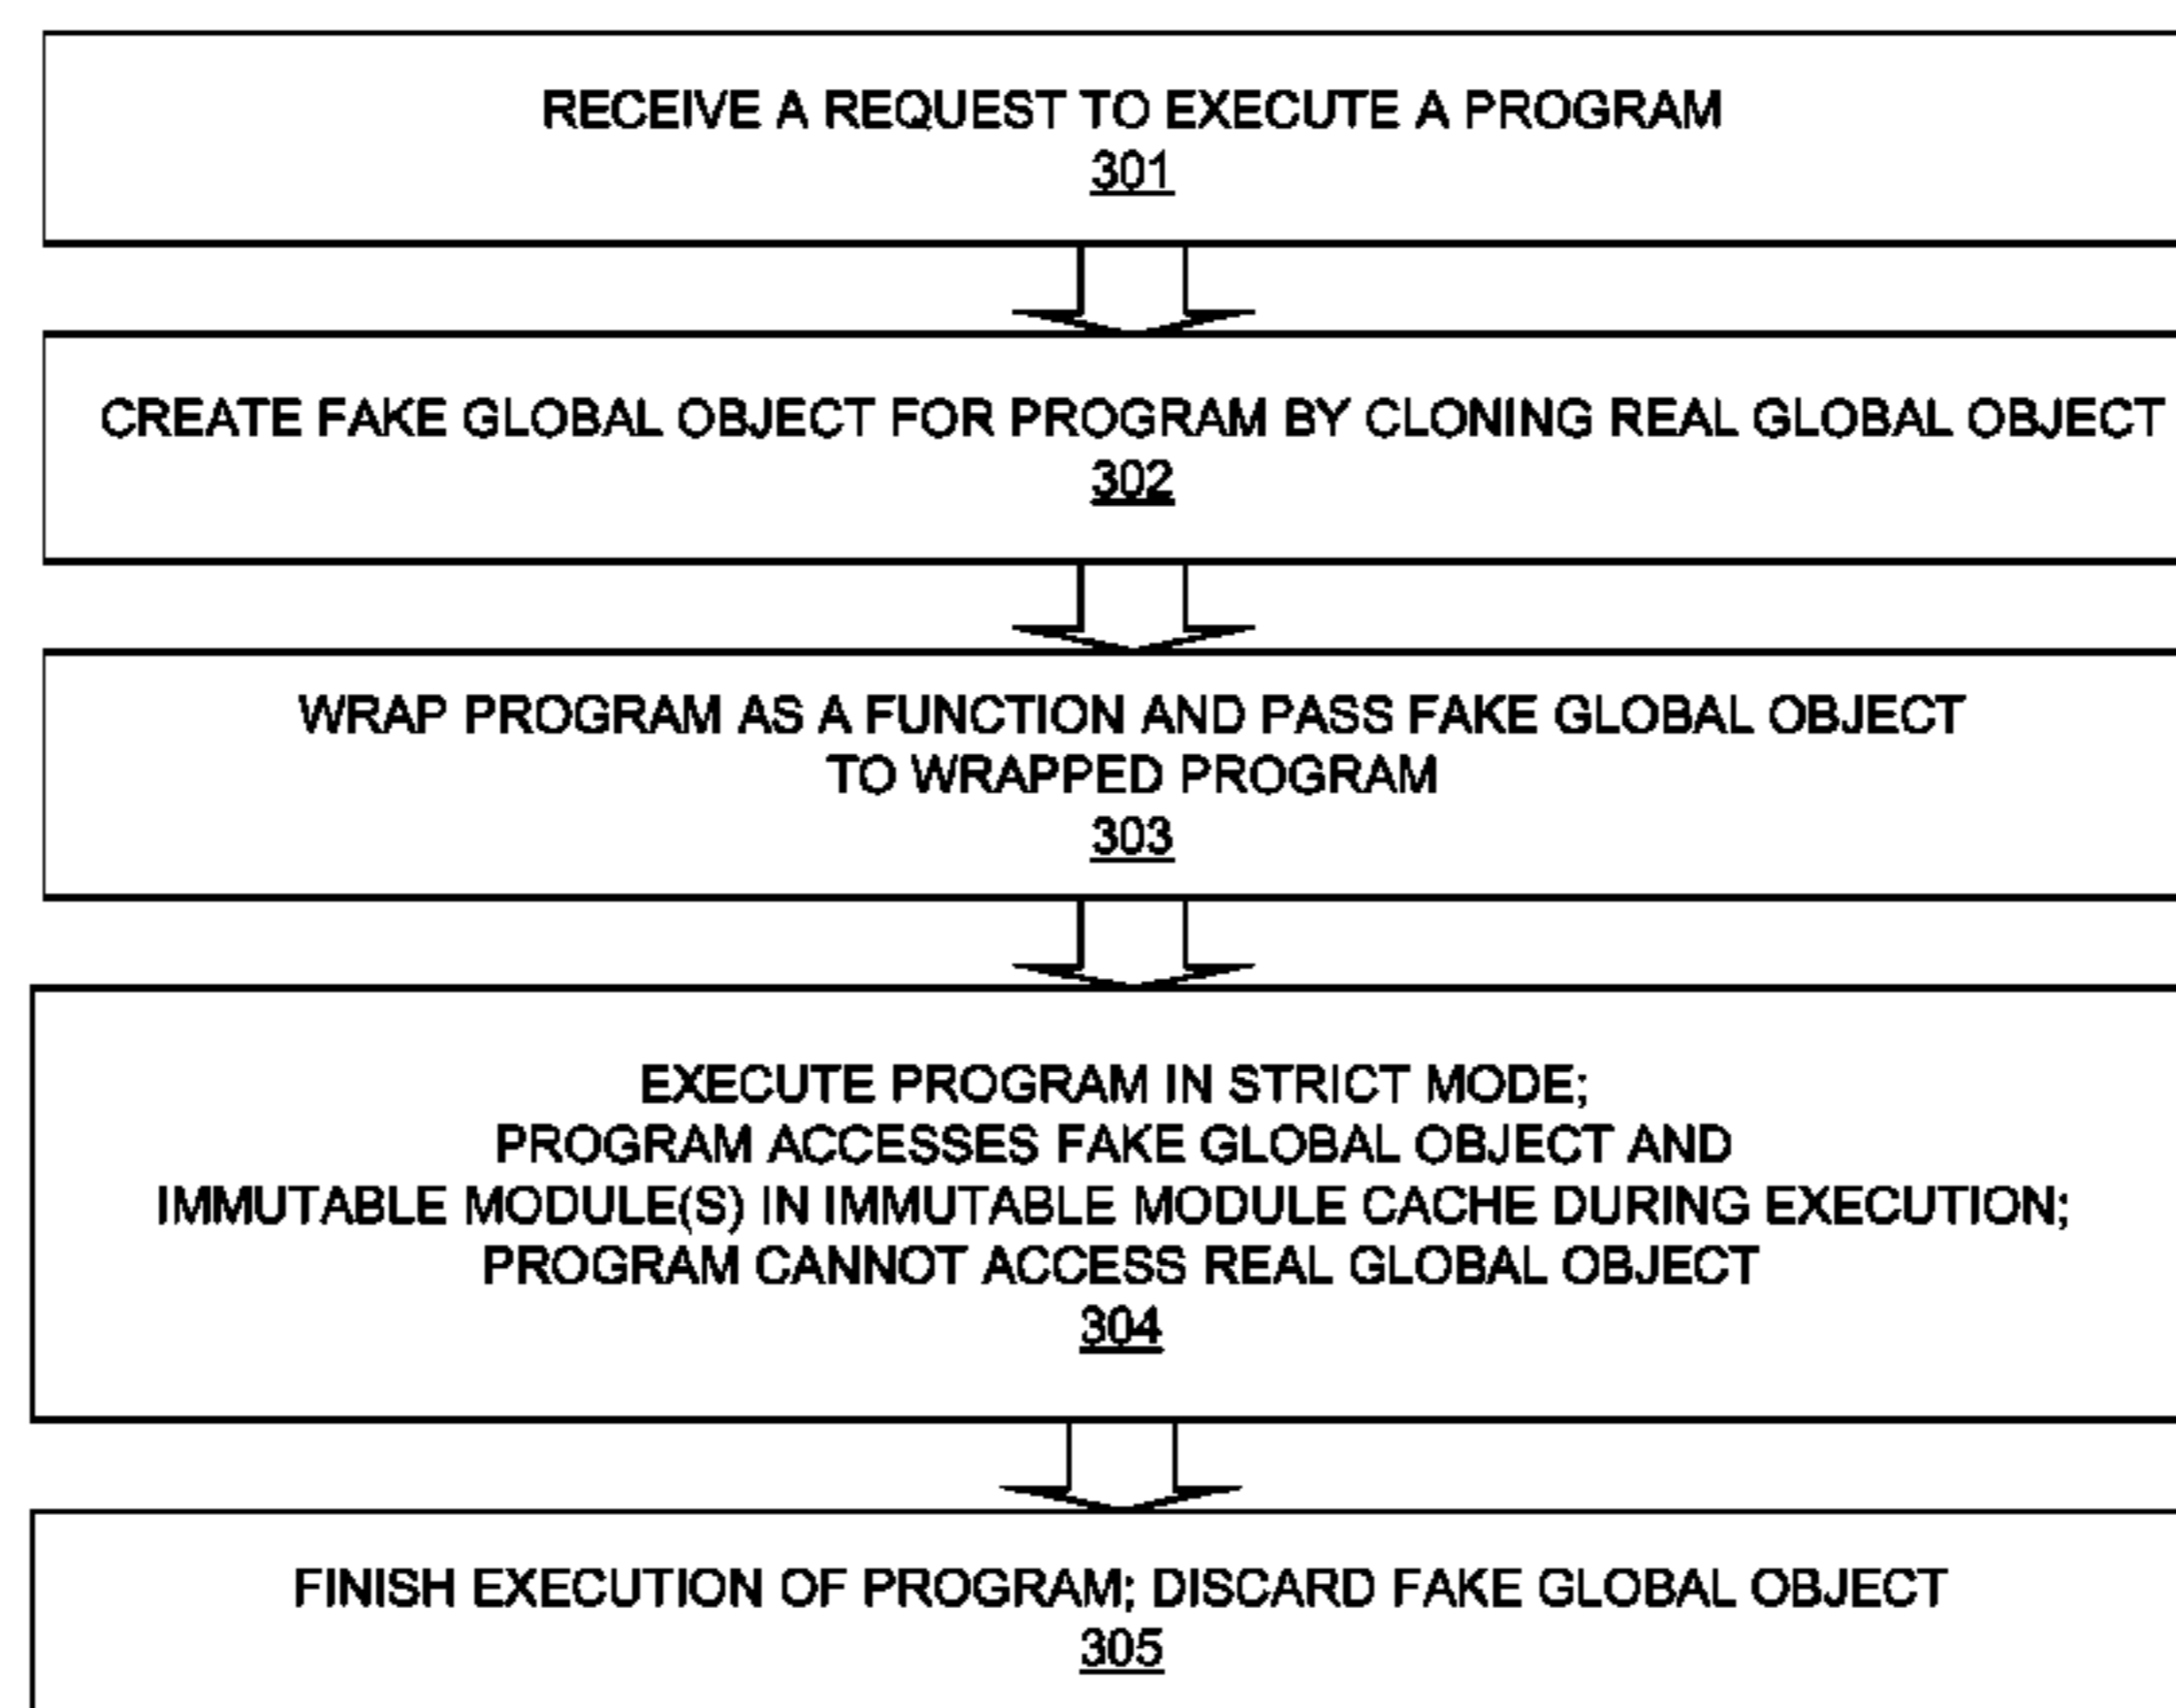 RECEIVE A REQUEST TO EXECUTE A PROGRAM
301
CREATE FAKE GLOBAL OBJECT FOR PROGRAM BY CLONING REAL GLOBAL OBJECT
302
WRAP PROGRAM AS A FUNCTION AND PASS FAKE GLOBAL OBJECT
TO WRAPPED PROGRAM
303
EXECUTE PROGRAM IN STRICT MODE;
PROGRAM ACCESSES FAKE GLOBAL OBJECT AND
IMMUTABLE MODULE(S) IN IMMUTABLE MODULE CACHE DURING EXECUTION;
PROGRAM CANNOT ACCESS REAL GLOBAL OBJECT
304
FINISH EXECUTION OF PROGRAM; DISCARD FAKE GLOBAL OBJECT
305